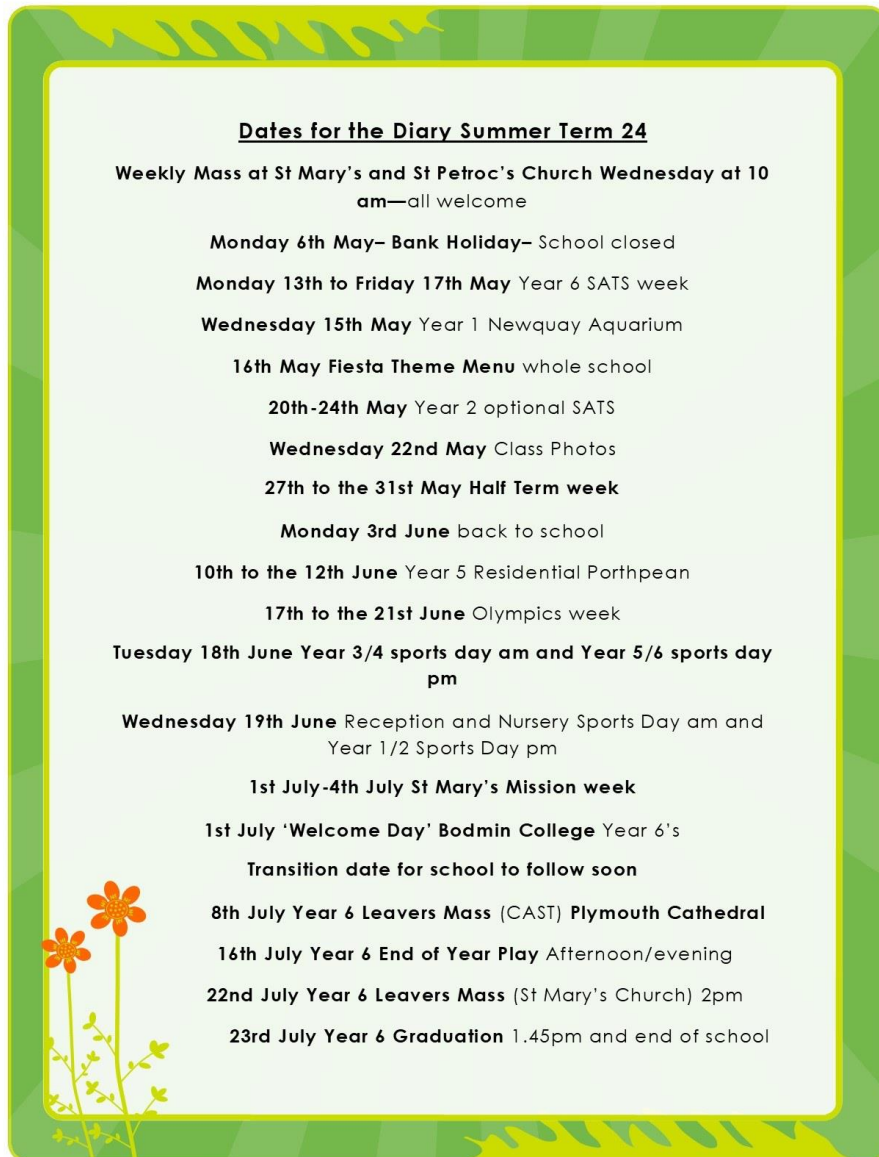 Dates for the Diary Summer Term 24
Weekly Mass at St Mary’s and St Petroc’s Church Wednesday at 10
am—all welcome
Monday 6th May– Bank Holiday– School closed
Monday 13th to Friday 17th May Year 6 SATS week
Wednesday 15th May Year 1 Newquay Aquarium
16th May Fiesta Theme Menu whole school
20th-24th May Year 2 optional SATS
Wednesday 22nd May Class Photos
27th to the 31st May Half Term week
Monday 3rd June back to school
10th to the 12th June Year 5 Residential Porthpean
17th to the 21st June Olympics week
Tuesday 18th June Year 3/4 sports day am and Year 5/6 sports day
pm
Wednesday 19th June Reception and Nursery Sports Day am and
Year 1/2 Sports Day pm
1st July-4th July St Mary’s Mission week
1st July ‘Welcome Day’ Bodmin College Year 6’s
Transition date for school to follow soon
8th July Year 6 Leavers Mass (CAST) Plymouth Cathedral
16th July Year 6 End of Year Play Afternoon/evening
22nd July Year 6 Leavers Mass (St Mary’s Church) 2pm
23rd July Year 6 Graduation 1.45pm and end of school